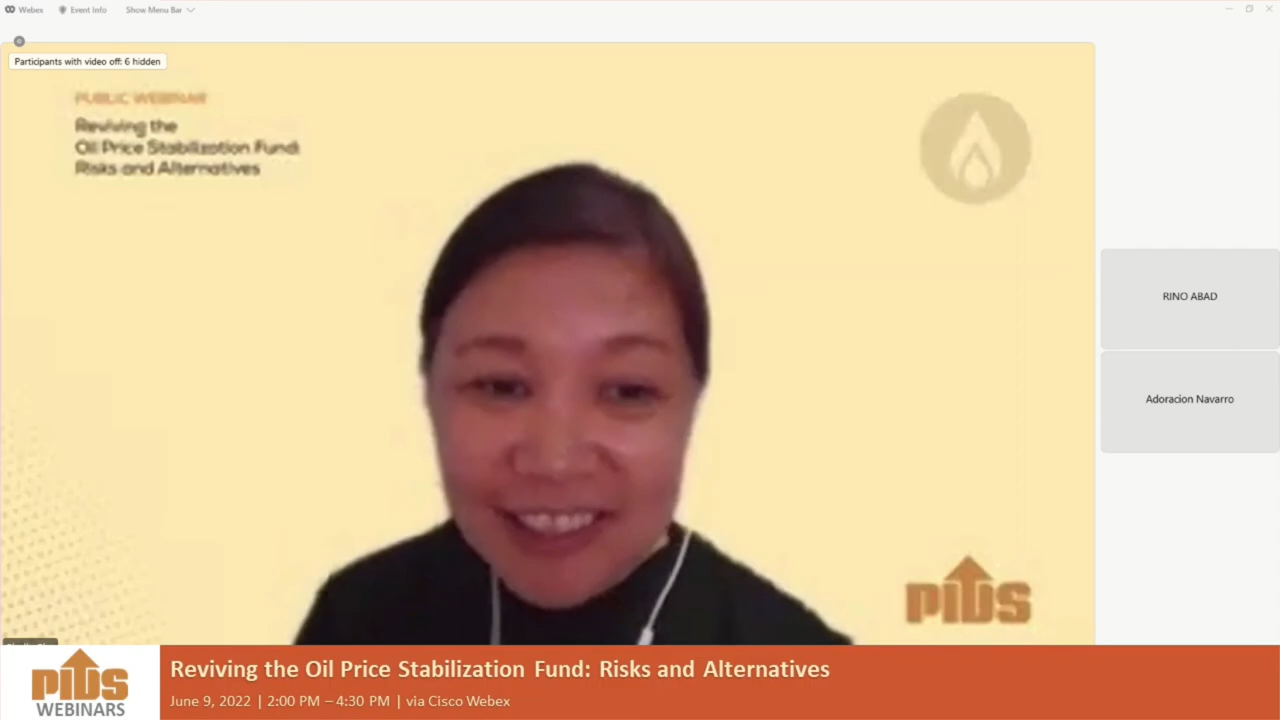 Webex Event Info Show Menu Bar
Participants with video off: 6 hidden
PUBLIC WEBINAR
Reviving the
Oil Price Stabilization Fund:
Risks and Alternatives
RINO ABAD
Adoracion Navarro
PIDS
PIDS
WEBINARS
Reviving the Oil Price Stabilization Fund: Risks and Alternatives
June 9, 2022 | 2:00 PM – 4:30 PM | via Cisco Webex